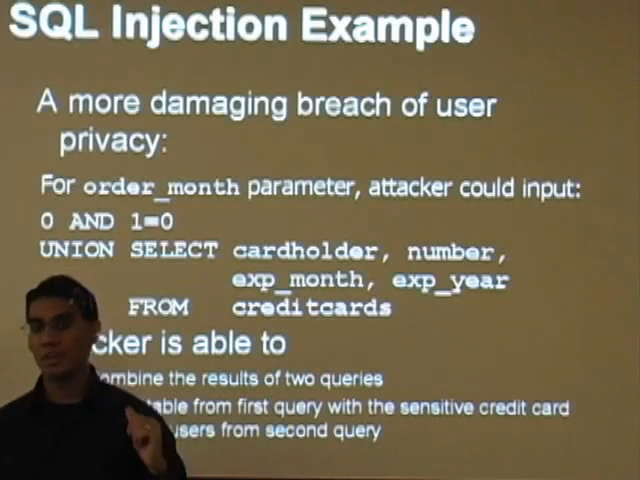 SQL Injection Example
A more damaging breach of user
privacy:
For order_month parameter, attacker could input:
0 AND 1=0
UNION SELECT cardholder, number,
exp_month, exp_year
FROM creditcards
cker is able to
ombine the results of two queries
table from first query with the sensitive credit card
users from second query